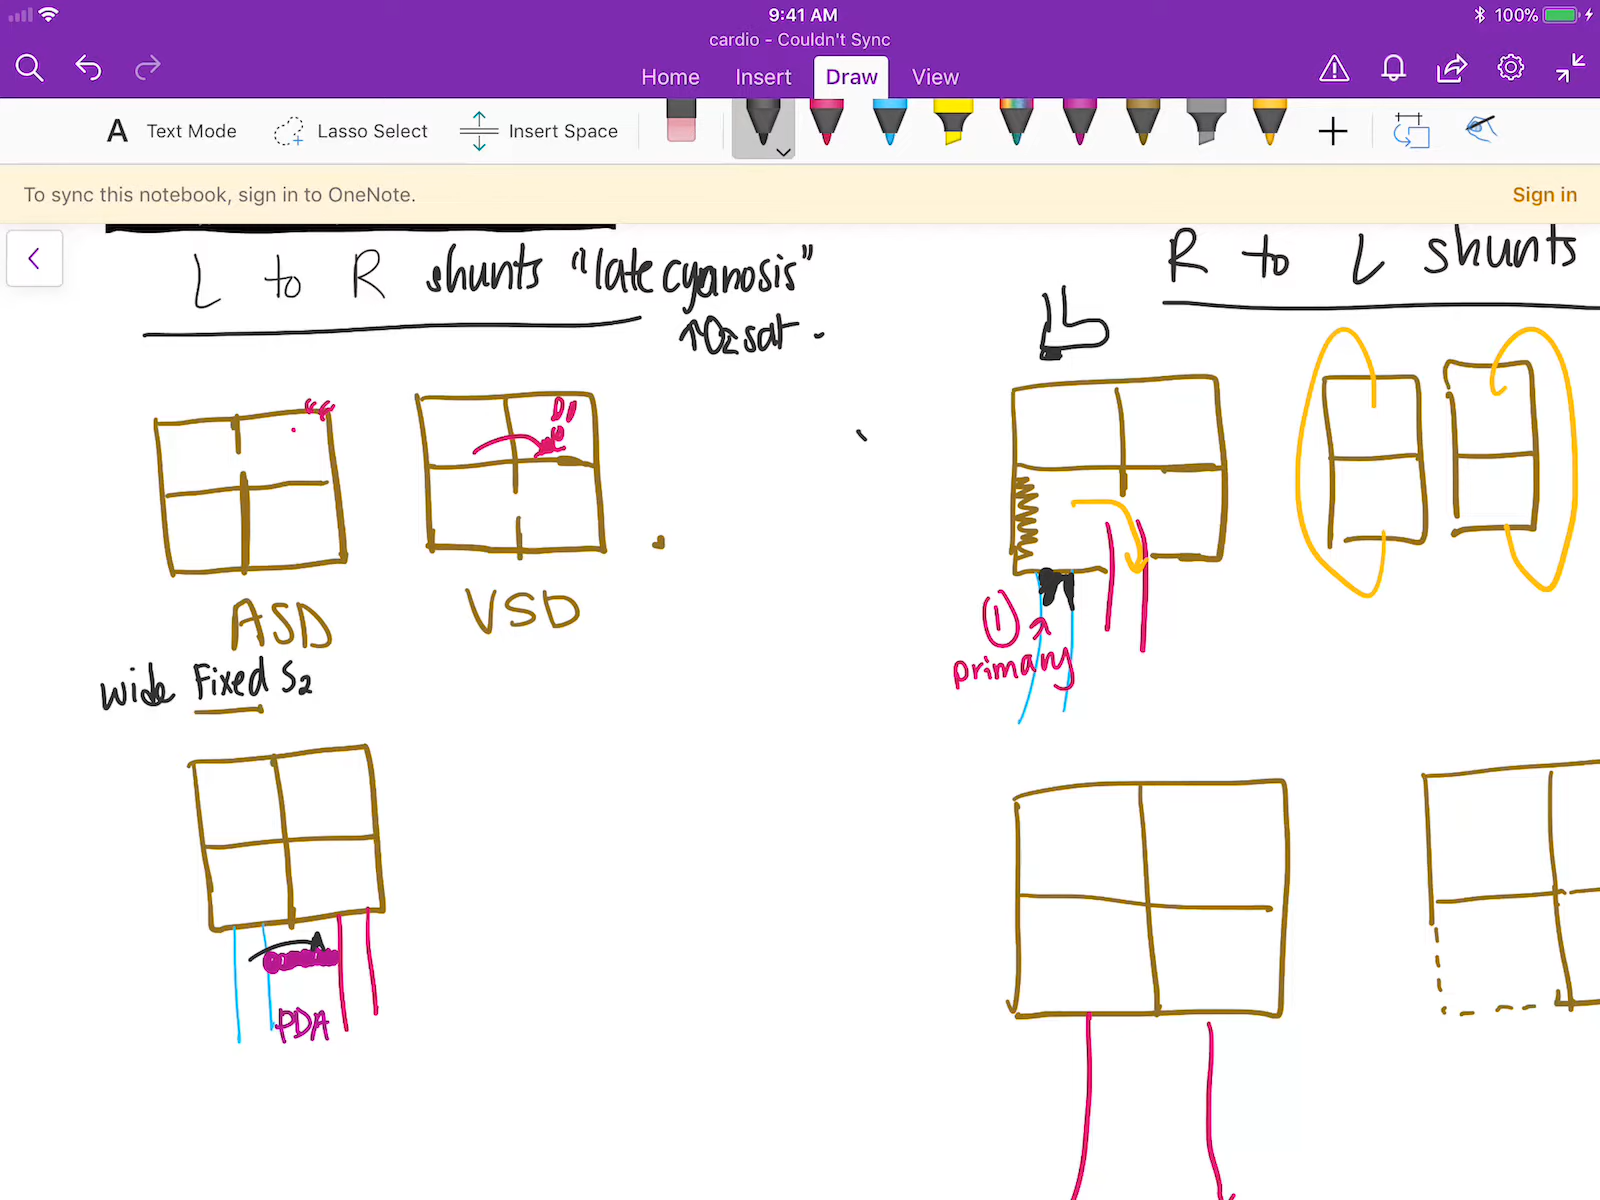 9:41 AM
100%
cardio - Couldn't Sync
Home Insert Draw View
A Text Mode Lasso Select Insert Space
To sync this notebook, sign in to OneNote.
Sign in
L to R shunts "late cyanosis"
↑O2 sat
R to L shunts
ASD
VSD
wide Fixed S2
① primary
PDA